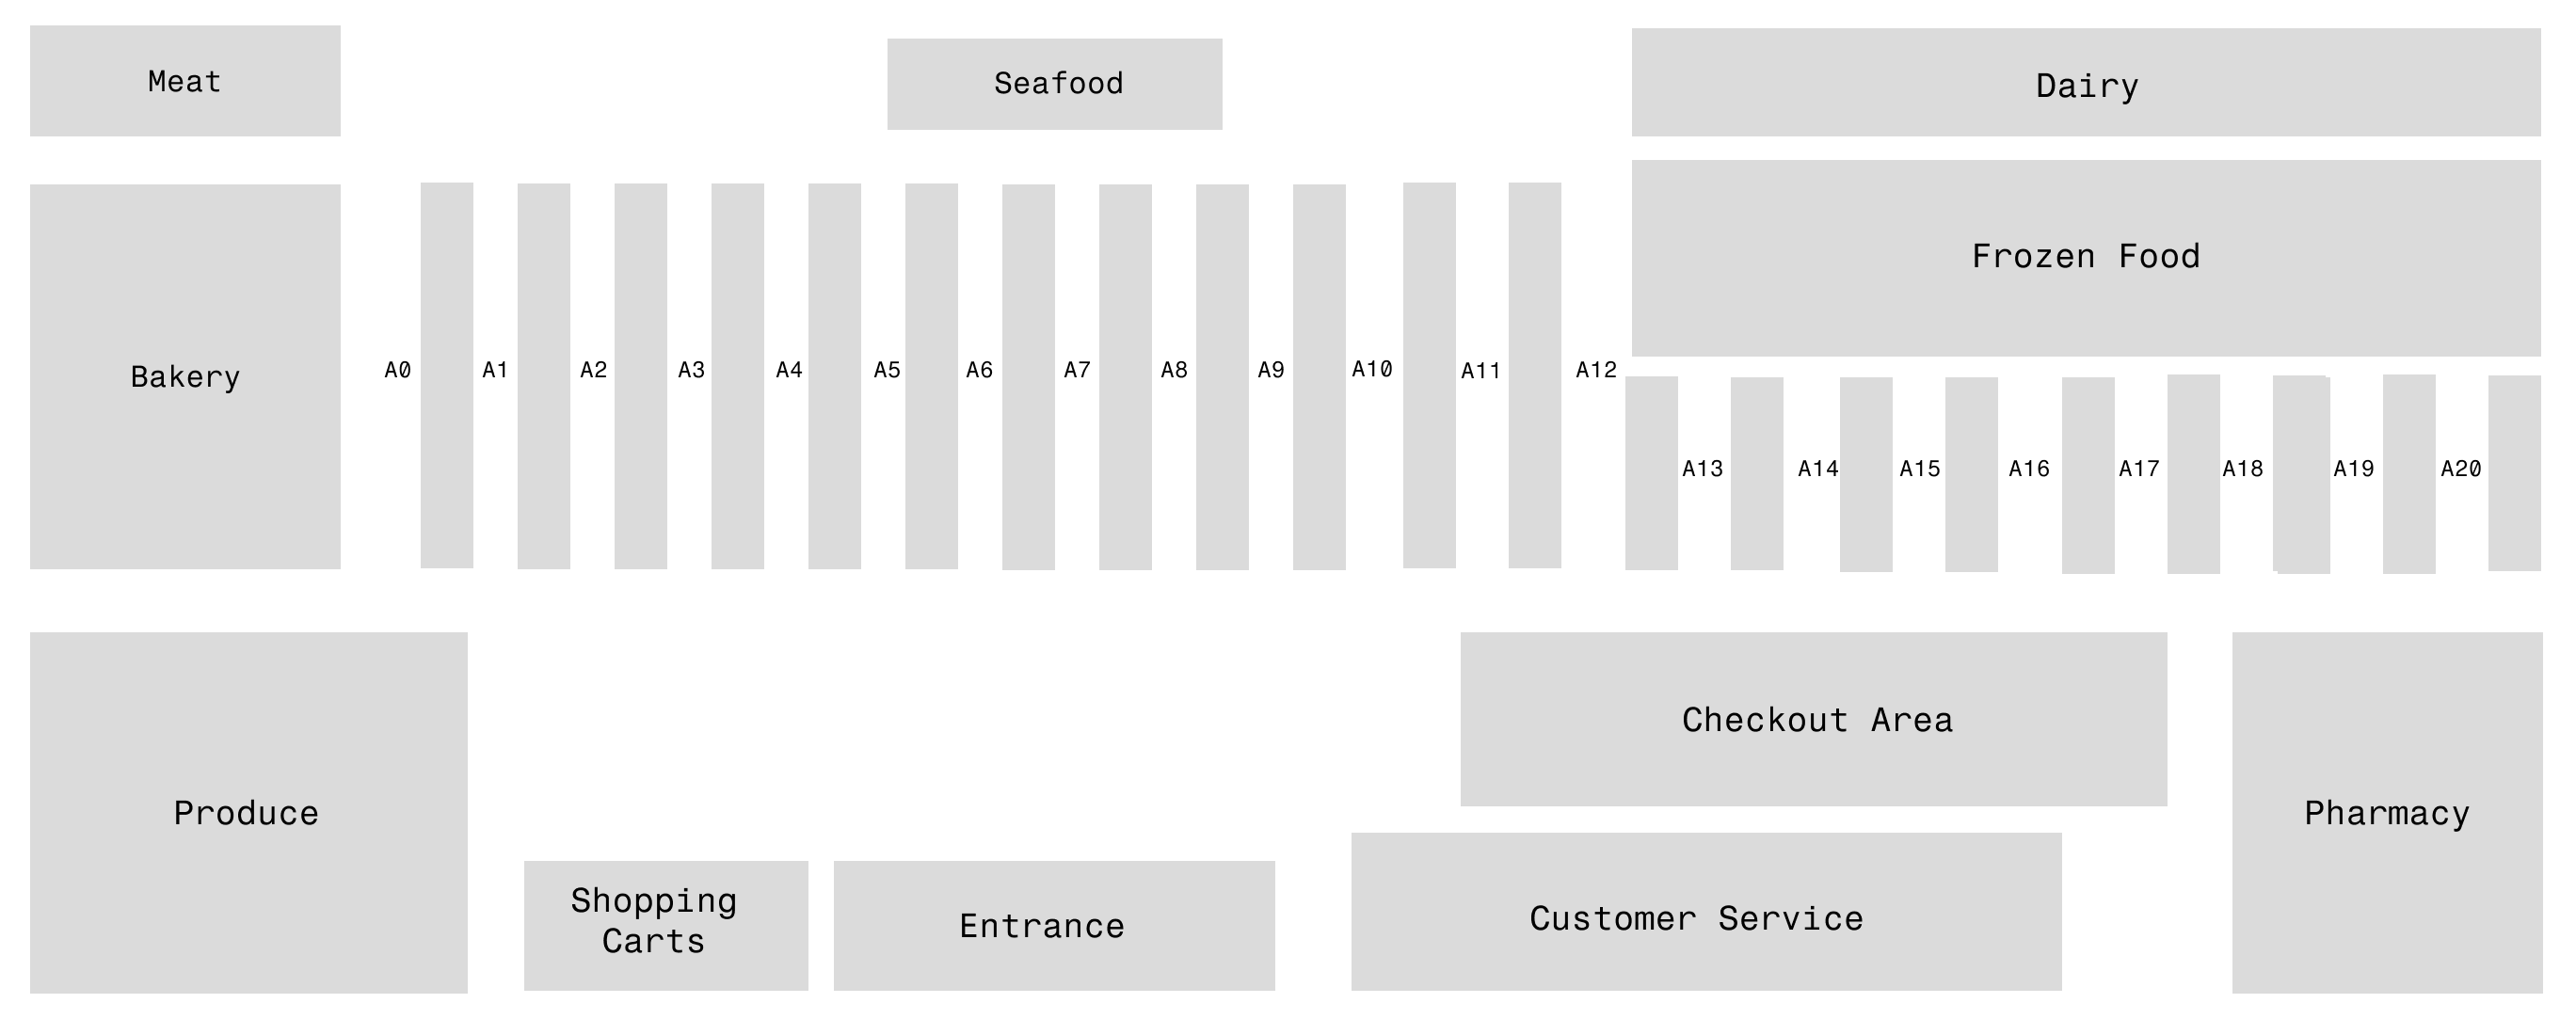 Meat
Seafood
Dairy
Frozen Food
Bakery
A0
A1
A2
A3
A4
A5
A6
A7
A8
A9
A10
A11
A12
A13
A14
A15
A16
A17
A18
A19
A20
Checkout Area
Produce
Pharmacy
Shopping
Carts
Entrance
Customer Service